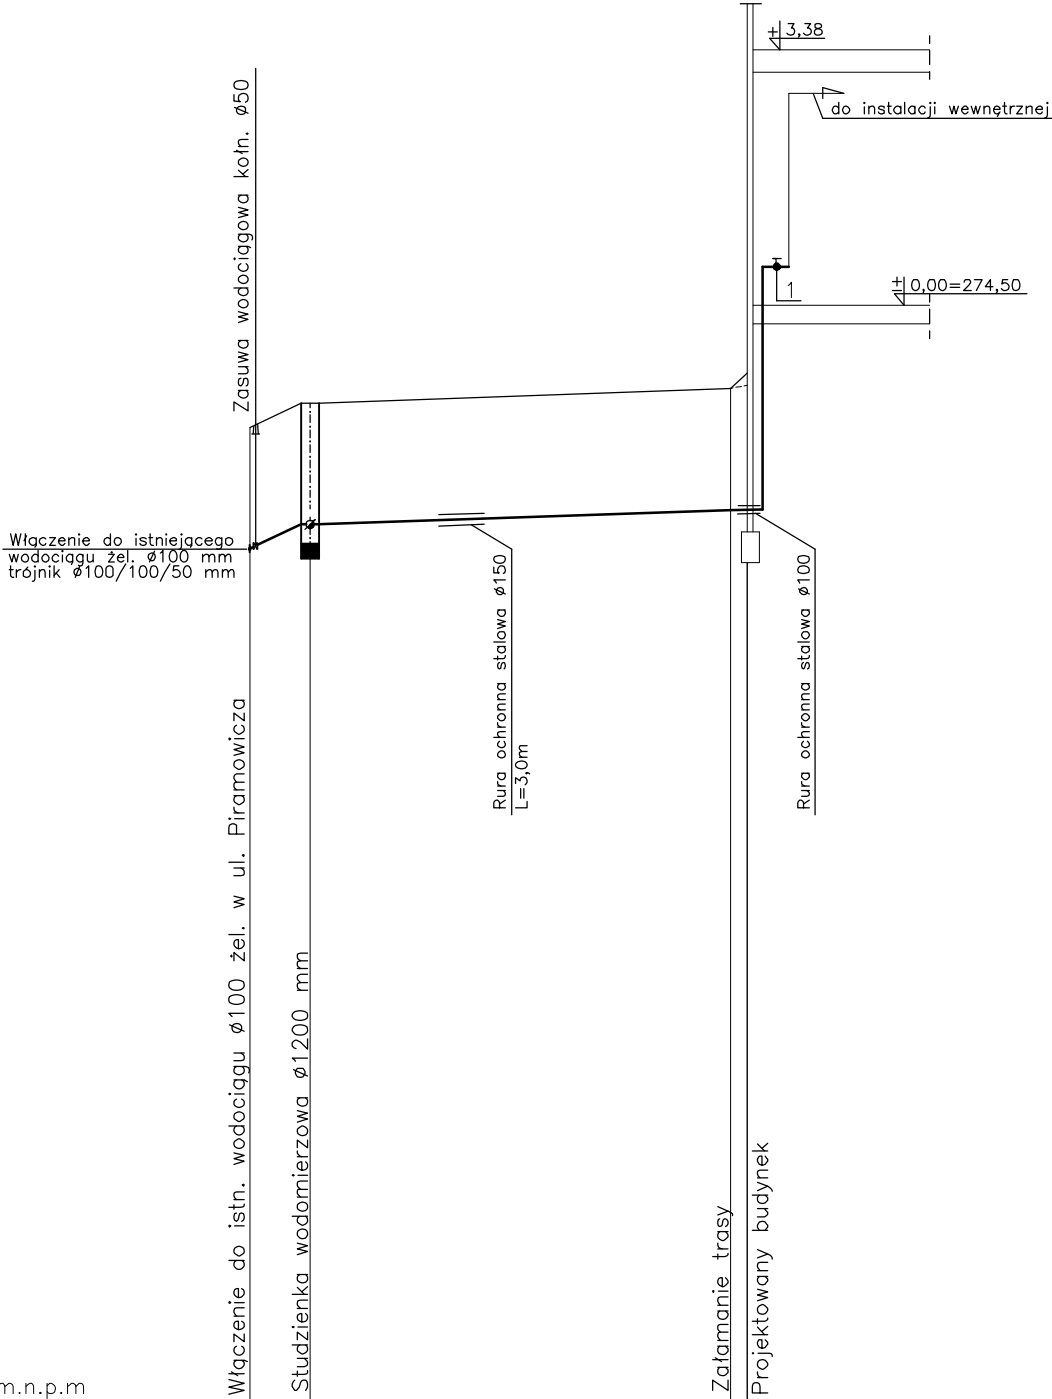 ± 3,38
do instalacji wewnętrznej
Zasuwa wodociągowa kołn. ø50
1
± 0,00=274,50
Włączenie do istniejącego
wodociągu żel. ø100 mm
trójnik ø100/100/50 mm
Rura ochronna stalowa ø150
L=3,0m
Rura ochronna stalowa ø100
Włączenie do istn. wodociągu ø100 żel. w ul. Piramowicza
Studzienka wodomierzowa ø1200 mm
Załamanie trasy
Projektowany budynek
m.n.p.m